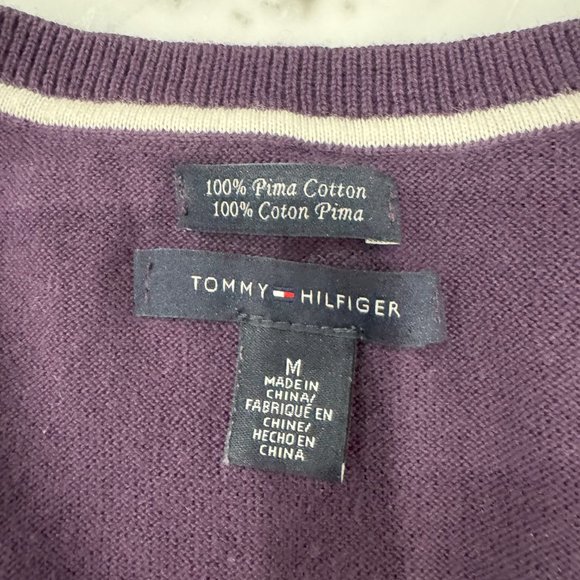 100% Pima Cotton
100% Coton Pima
TOMMY HILFIGER
M
MADE IN
CHINA/
FABRIQUÉ EN
CHINE/
HECHO EN
CHINA